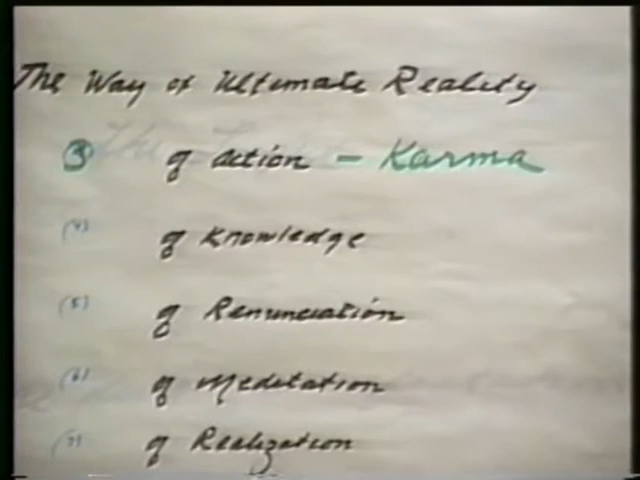 The Way of Ultimate Reality
(3) of action - Karma
(4) of Knowledge
(5) of Renunciation
(6) of Meditation
(7) of Realization